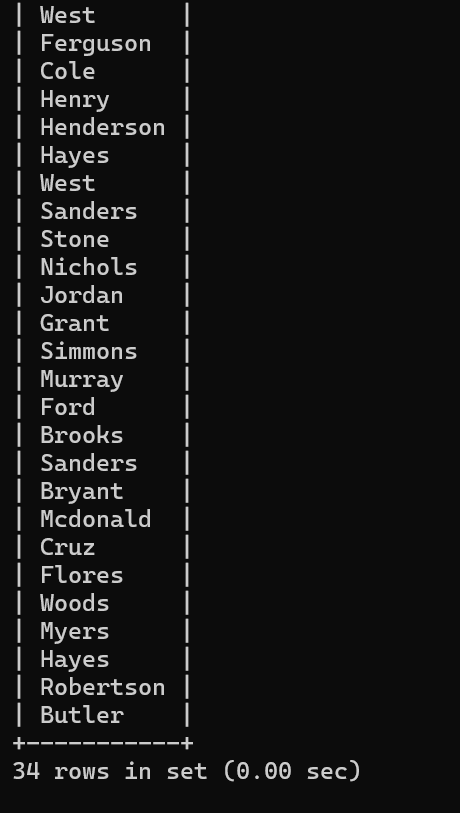 | West      |
| Ferguson  |
| Cole      |
| Henry     |
| Henderson |
| Hayes     |
| West      |
| Sanders   |
| Stone     |
| Nichols   |
| Jordan    |
| Grant     |
| Simmons   |
| Murray    |
| Ford      |
| Brooks    |
| Sanders   |
| Bryant    |
| Mcdonald  |
| Cruz      |
| Flores    |
| Woods     |
| Myers     |
| Hayes     |
| Robertson |
| Butler    |
+-----------+
34 rows in set (0.00 sec)